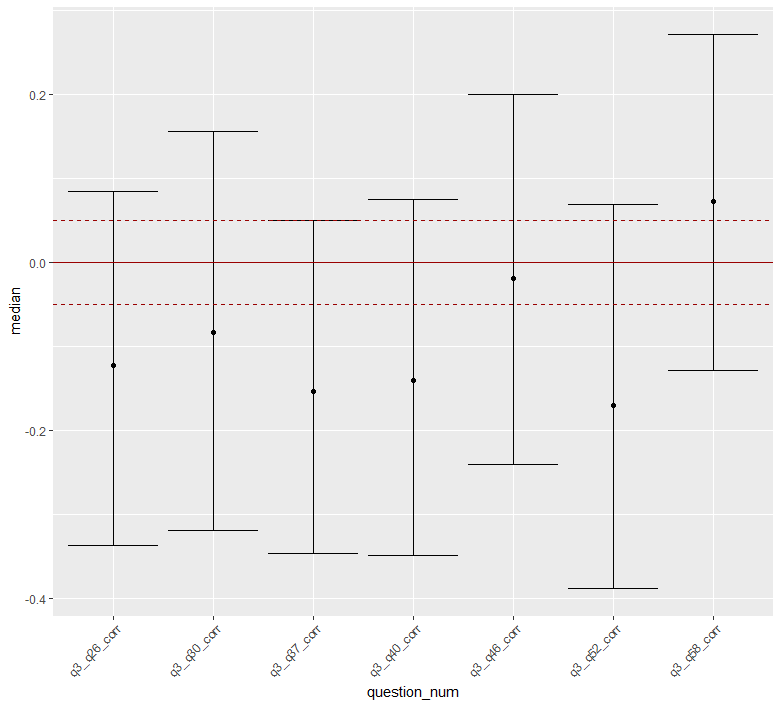 median
0.2
0.0
-0.2
-0.4
q3_q26_corr
q3_q30_corr
q3_q37_corr
q3_q40_corr
q3_q46_corr
q3_q52_corr
q3_q58_corr
question_num